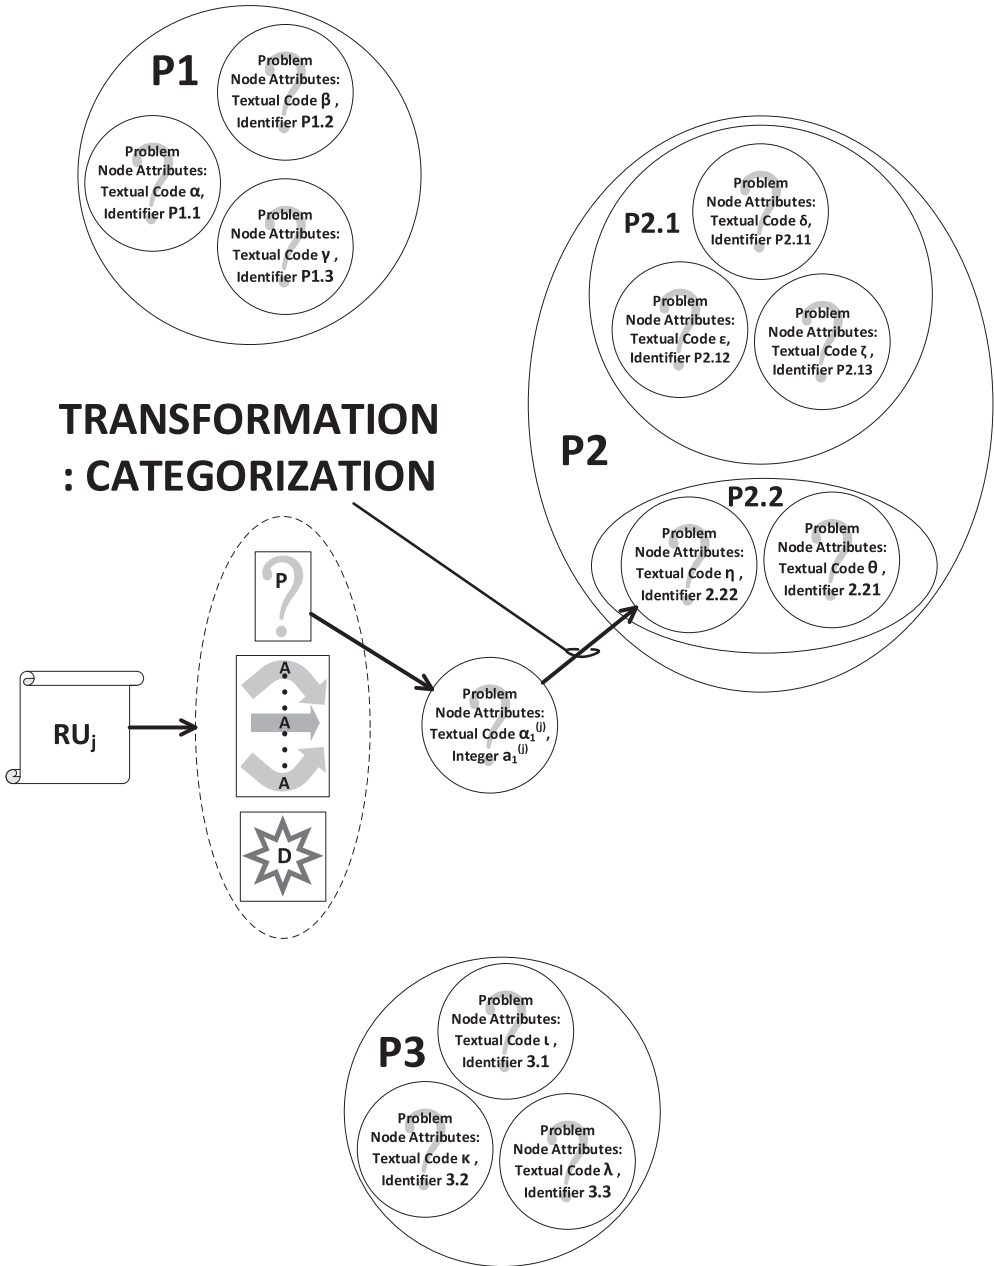 P1
Problem
Node Attributes:
Textual Code β ,
Identifier P1.2
Problem
Node Attributes:
Textual Code α,
Identifier P1.1
Problem
Node Attributes:
Textual Code γ ,
Identifier P1.3
P2
P2.1
Problem
Node Attributes:
Textual Code δ,
Identifier P2.11
Problem
Node Attributes:
Textual Code ε,
Identifier P2.12
Problem
Node Attributes:
Textual Code ζ ,
Identifier P2.13
P2.2
Problem
Node Attributes:
Textual Code η ,
Identifier 2.22
Problem
Node Attributes:
Textual Code θ ,
Identifier 2.21
TRANSFORMATION
: CATEGORIZATION
RUj
P
A
A
A
D
Problem
Node Attributes:
Textual Code α₁⁽ʲ⁾,
Integer a₁⁽ʲ⁾
P3
Problem
Node Attributes:
Textual Code ι ,
Identifier 3.1
Problem
Node Attributes:
Textual Code κ ,
Identifier 3.2
Problem
Node Attributes:
Textual Code λ ,
Identifier 3.3